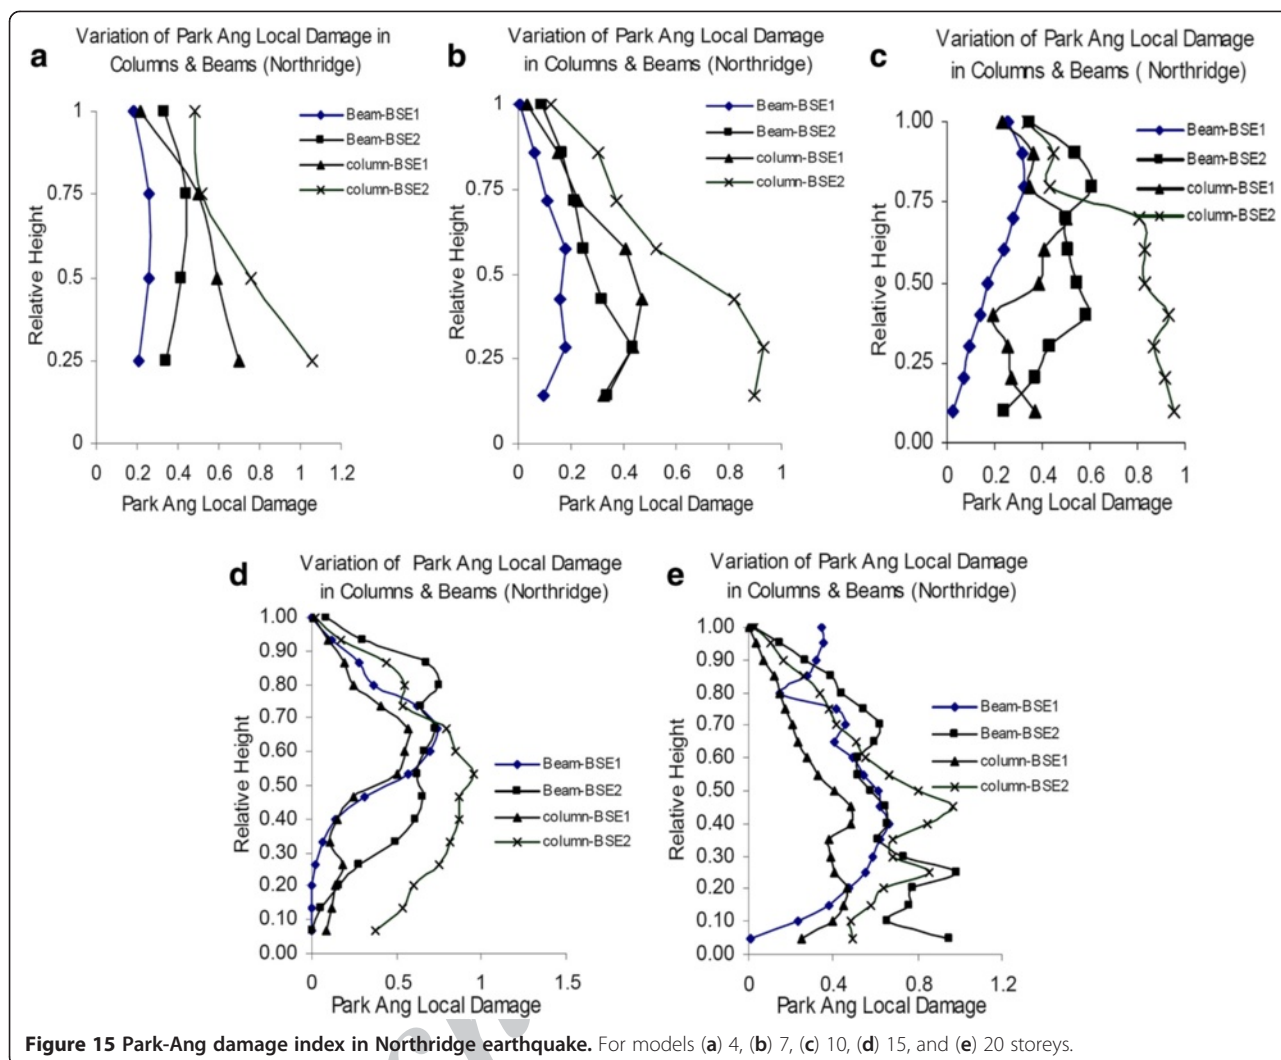 a
Variation of Park Ang Local Damage in
Columns & Beams (Northridge)
1
0.75
0.5
0.25
0
Relative Height
0 0.2 0.4 0.6 0.8 1 1.2
Park Ang Local Damage
Beam-BSE1
Beam-BSE2
column-BSE1
column-BSE2
b
Variation of Park Ang Local Damage
in Columns & Beams (Northridge)
1
0.75
0.5
0.25
0
Relative Height
0 0.2 0.4 0.6 0.8 1
Park Ang Local Damage
Beam-BSE1
Beam-BSE2
column-BSE1
column-BSE2
c
Variation of Park Ang Local Damage
in Columns & Beams ( Northridge)
1.00
0.75
0.50
0.25
0.00
Relative Height
0 0.2 0.4 0.6 0.8 1
Park Ang Local Damage
Beam-BSE1
Beam-BSE2
column-BSE1
column-BSE2
d
Variation of Park Ang Local Damage
in Columns & Beams (Northridge)
1.00
0.90
0.80
0.70
0.60
0.50
0.40
0.30
0.20
0.10
0.00
Relative Height
0 0.5 1 1.5
Park Ang Local Damage
Beam-BSE1
Beam-BSE2
column-BSE1
column-BSE2
e
Variation of Park Ang Local Damage
in Columns & Beams (Northridge)
1.00
0.90
0.80
0.70
0.60
0.50
0.40
0.30
0.20
0.10
0.00
Relative Height
0 0.4 0.8 1.2
Park Ang Local Damage
Beam-BSE1
Beam-BSE2
column-BSE1
column-BSE2
Figure 15 Park-Ang damage index in Northridge earthquake. For models (a) 4, (b) 7, (c) 10, (d) 15, and (e) 20 storeys.